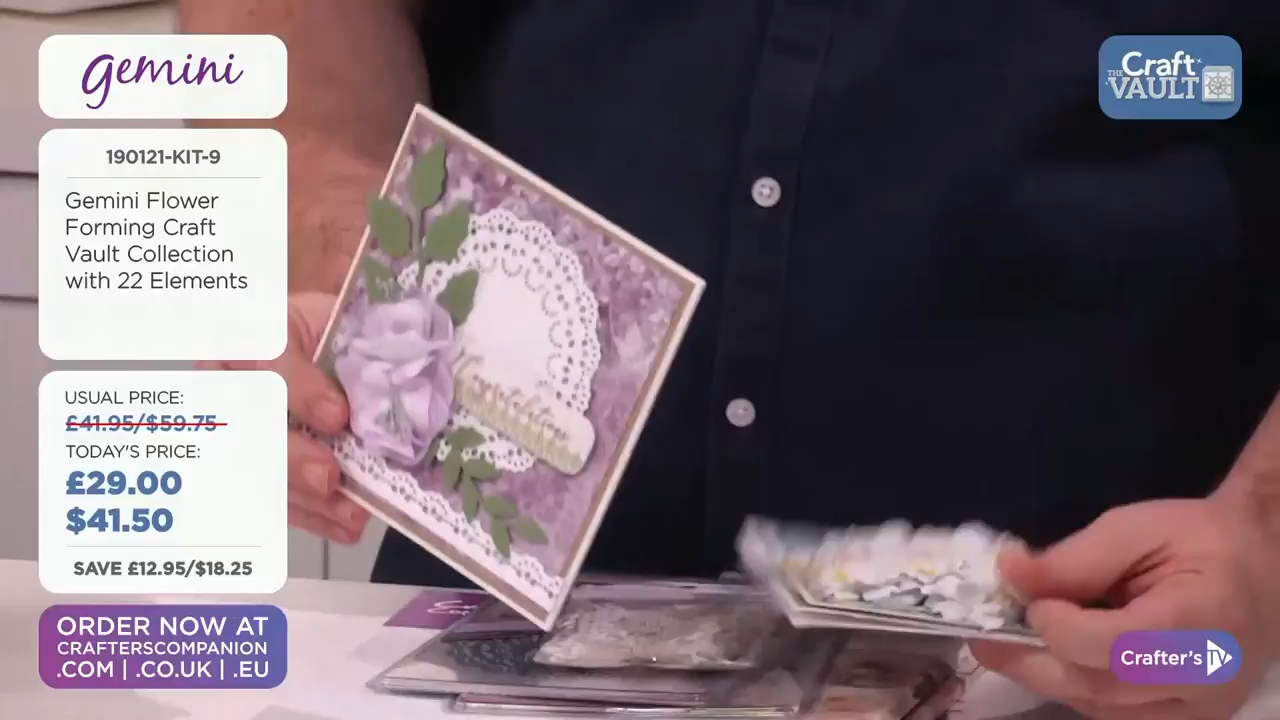 gemini
190121-KIT-9
Gemini Flower
Forming Craft
Vault Collection
with 22 Elements
USUAL PRICE:
£41.95/$59.75
TODAY'S PRICE:
£29.00
$41.50
SAVE £12.95/$18.25
ORDER NOW AT
CRAFTERSCOMPANION
.COM | .CO.UK | .EU
THE Craft
VAULT
Crafter's TV